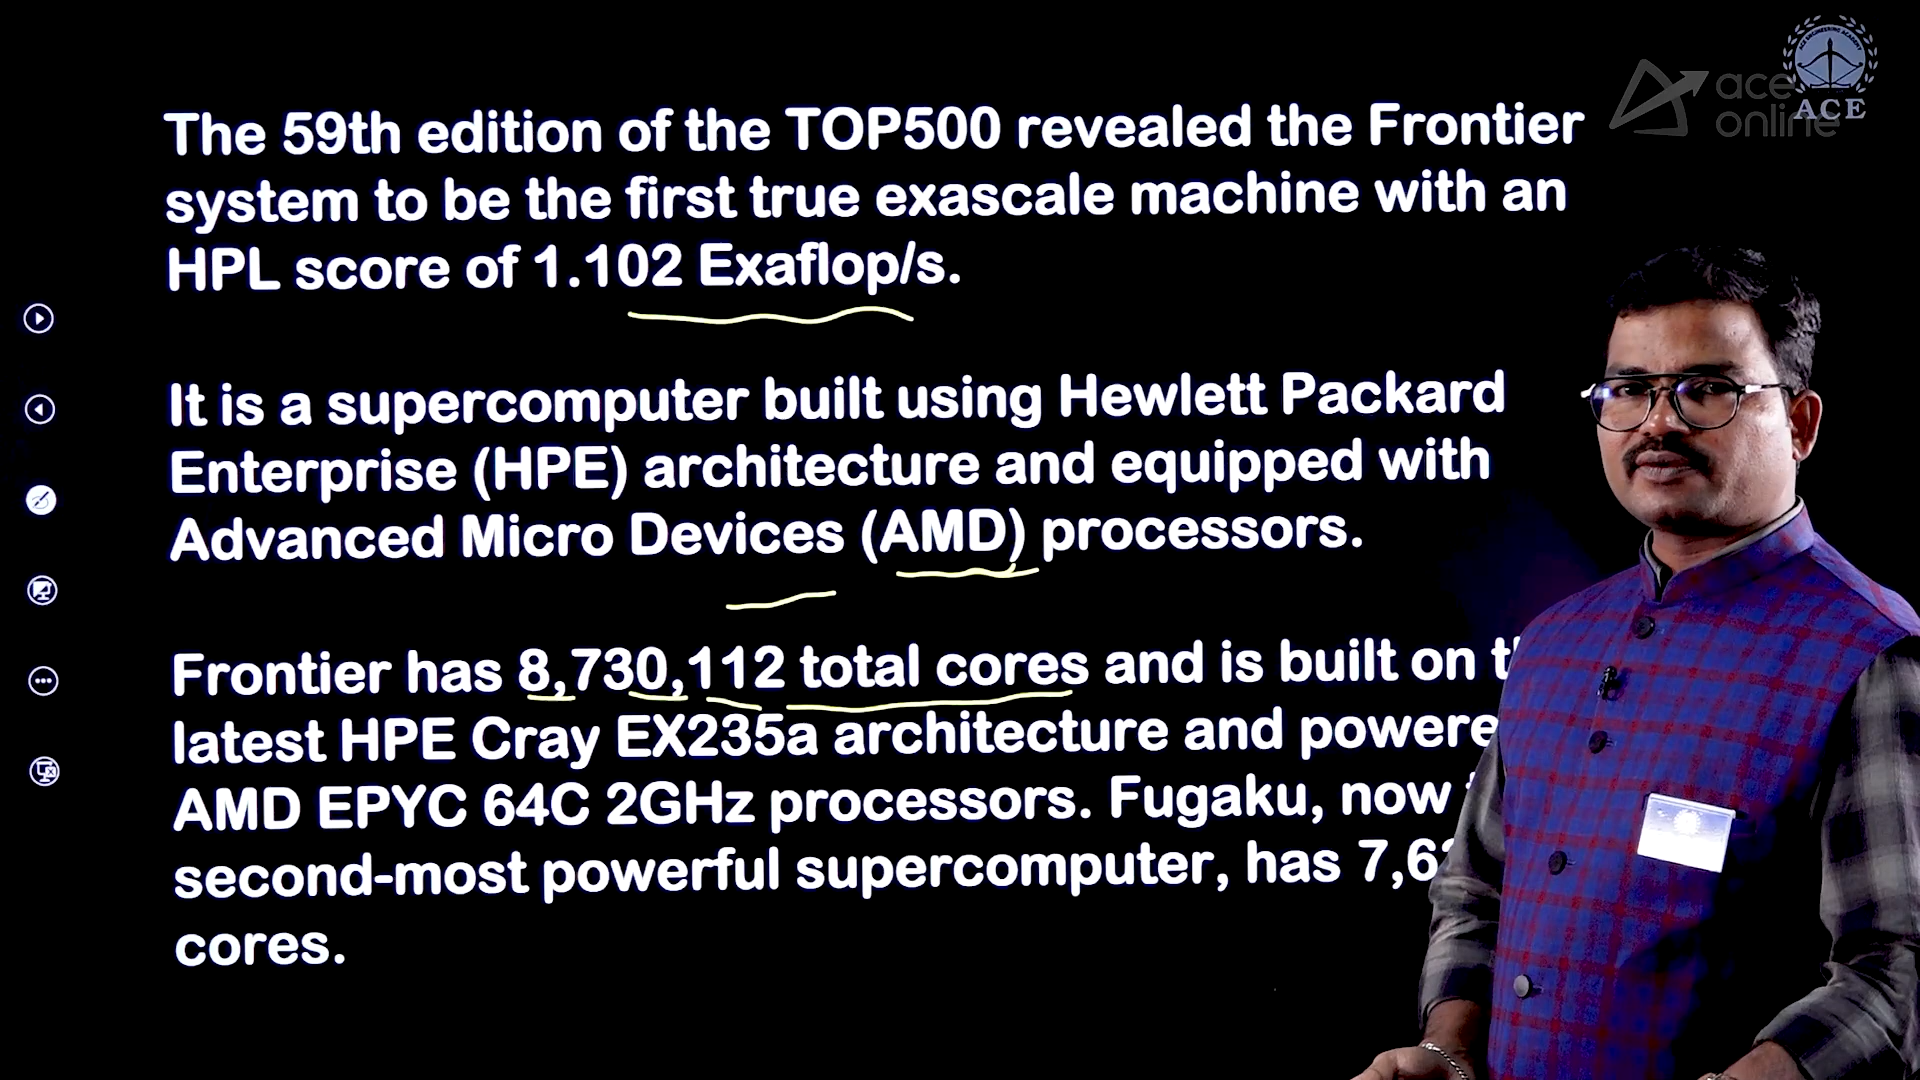 The 59th edition of the TOP500 revealed the Frontier
system to be the first true exascale machine with an
HPL score of 1.102 Exaflop/s.
It is a supercomputer built using Hewlett Packard
Enterprise (HPE) architecture and equipped with
Advanced Micro Devices (AMD) processors.
Frontier has 8,730,112 total cores and is built on
latest HPE Cray EX235a architecture and
AMD EPYC 64C 2GHz processors. Fugaku, now
second-most powerful supercomputer, has
cores.
ace
online
ACE